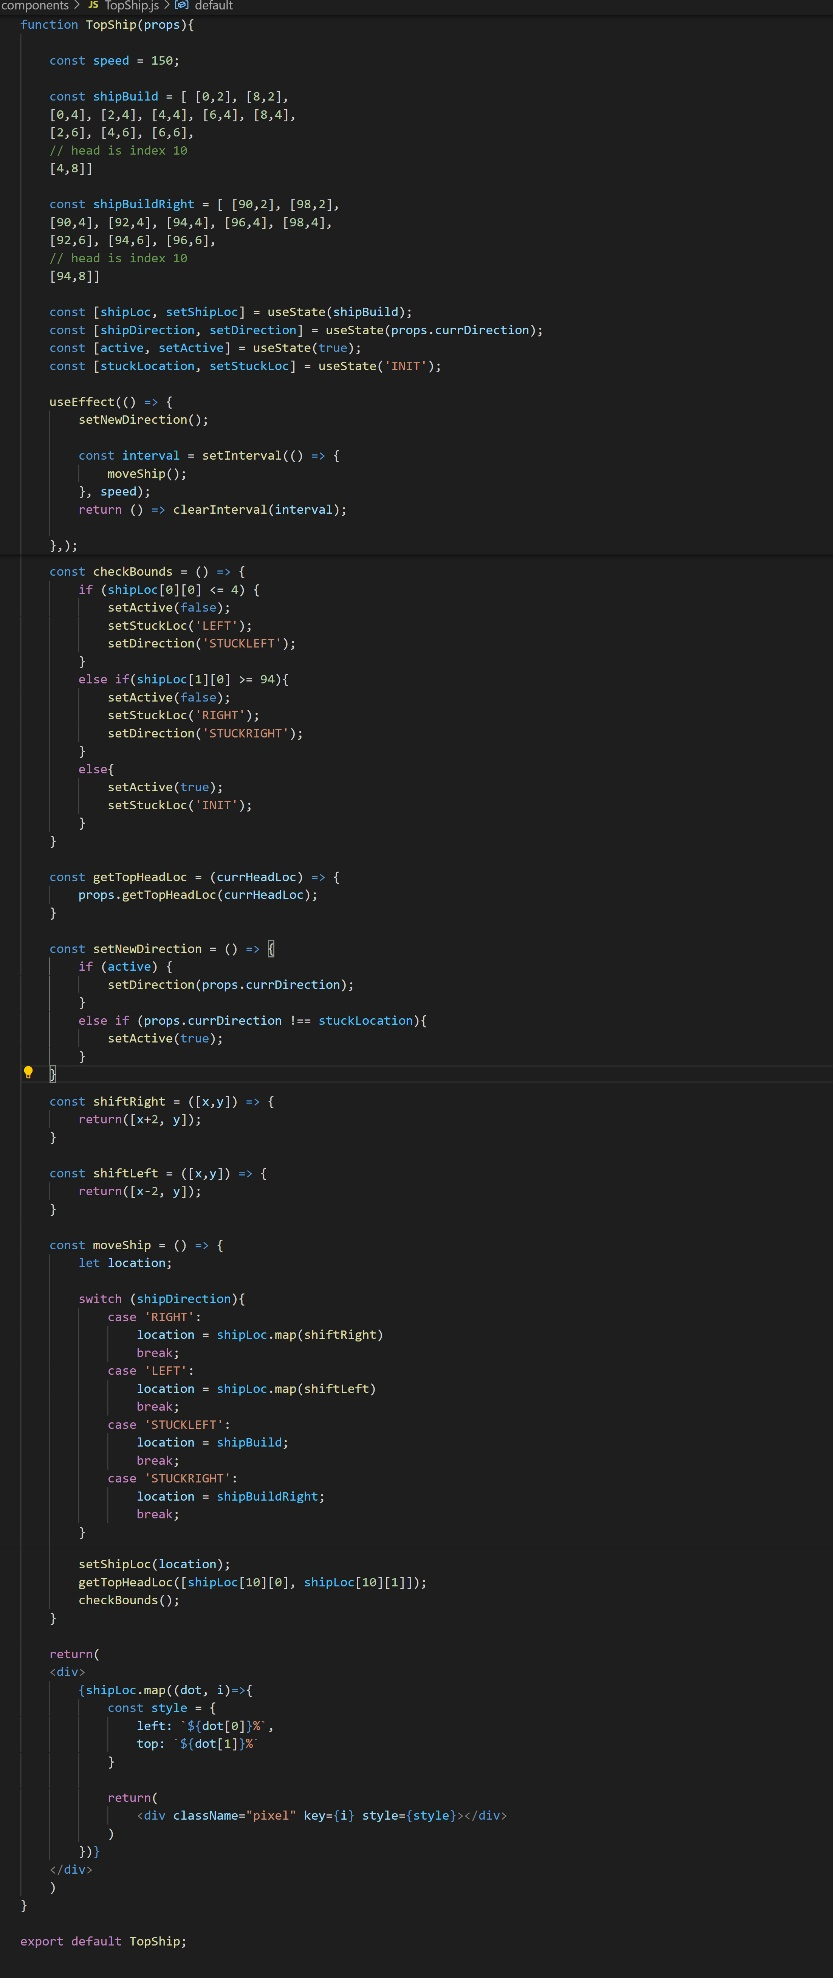 components > JS TopShip.js > default
function TopShip(props){
const speed = 150;
const shipBuild = [ [0,2], [8,2],
[0,4], [2,4], [4,4], [6,4], [8,4],
[2,6], [4,6], [6,6],
// head is index 10
[4,8]]
const shipBuildRight = [ [90,2], [98,2],
[90,4], [92,4], [94,4], [96,4], [98,4],
[92,6], [94,6], [96,6],
// head is index 10
[94,8]]
const [shipLoc, setShipLoc] = useState(shipBuild);
const [shipDirection, setDirection] = useState(props.currDirection);
const [active, setActive] = useState(true);
const [stuckLocation, setStuckLoc] = useState('INIT');
useEffect(() => {
setNewDirection();
const interval = setInterval(() => {
moveShip();
}, speed);
return () => clearInterval(interval);
},);
const checkBounds = () => {
if (shipLoc[0][0] <= 4) {
setActive(false);
setStuckLoc('LEFT');
setDirection('STUCKLEFT');
}
else if(shipLoc[1][0] >= 94){
setActive(false);
setStuckLoc('RIGHT');
setDirection('STUCKRIGHT');
}
else{
setActive(true);
setStuckLoc('INIT');
}
}
const getTopHeadLoc = (currHeadLoc) => {
props.getTopHeadLoc(currHeadLoc);
}
const setNewDirection = () => {
if (active) {
setDirection(props.currDirection);
}
else if (props.currDirection !== stuckLocation){
setActive(true);
}
}
const shiftRight = ([x,y]) => {
return([x+2, y]);
}
const shiftLeft = ([x,y]) => {
return([x-2, y]);
}
const moveShip = () => {
let location;
switch (shipDirection){
case 'RIGHT':
location = shipLoc.map(shiftRight)
break;
case 'LEFT':
location = shipLoc.map(shiftLeft)
break;
case 'STUCKLEFT':
location = shipBuild;
break;
case 'STUCKRIGHT':
location = shipBuildRight;
break;
}
setShipLoc(location);
getTopHeadLoc([shipLoc[10][0], shipLoc[10][1]]);
checkBounds();
}
return(
<div>
{shipLoc.map((dot, i)=>{
const style = {
left: `${dot[0]}%`,
top: `${dot[1]}%`
}
return(
<div className="pixel" key={i} style={style}></div>
)
})}
</div>
)
}
export default TopShip;